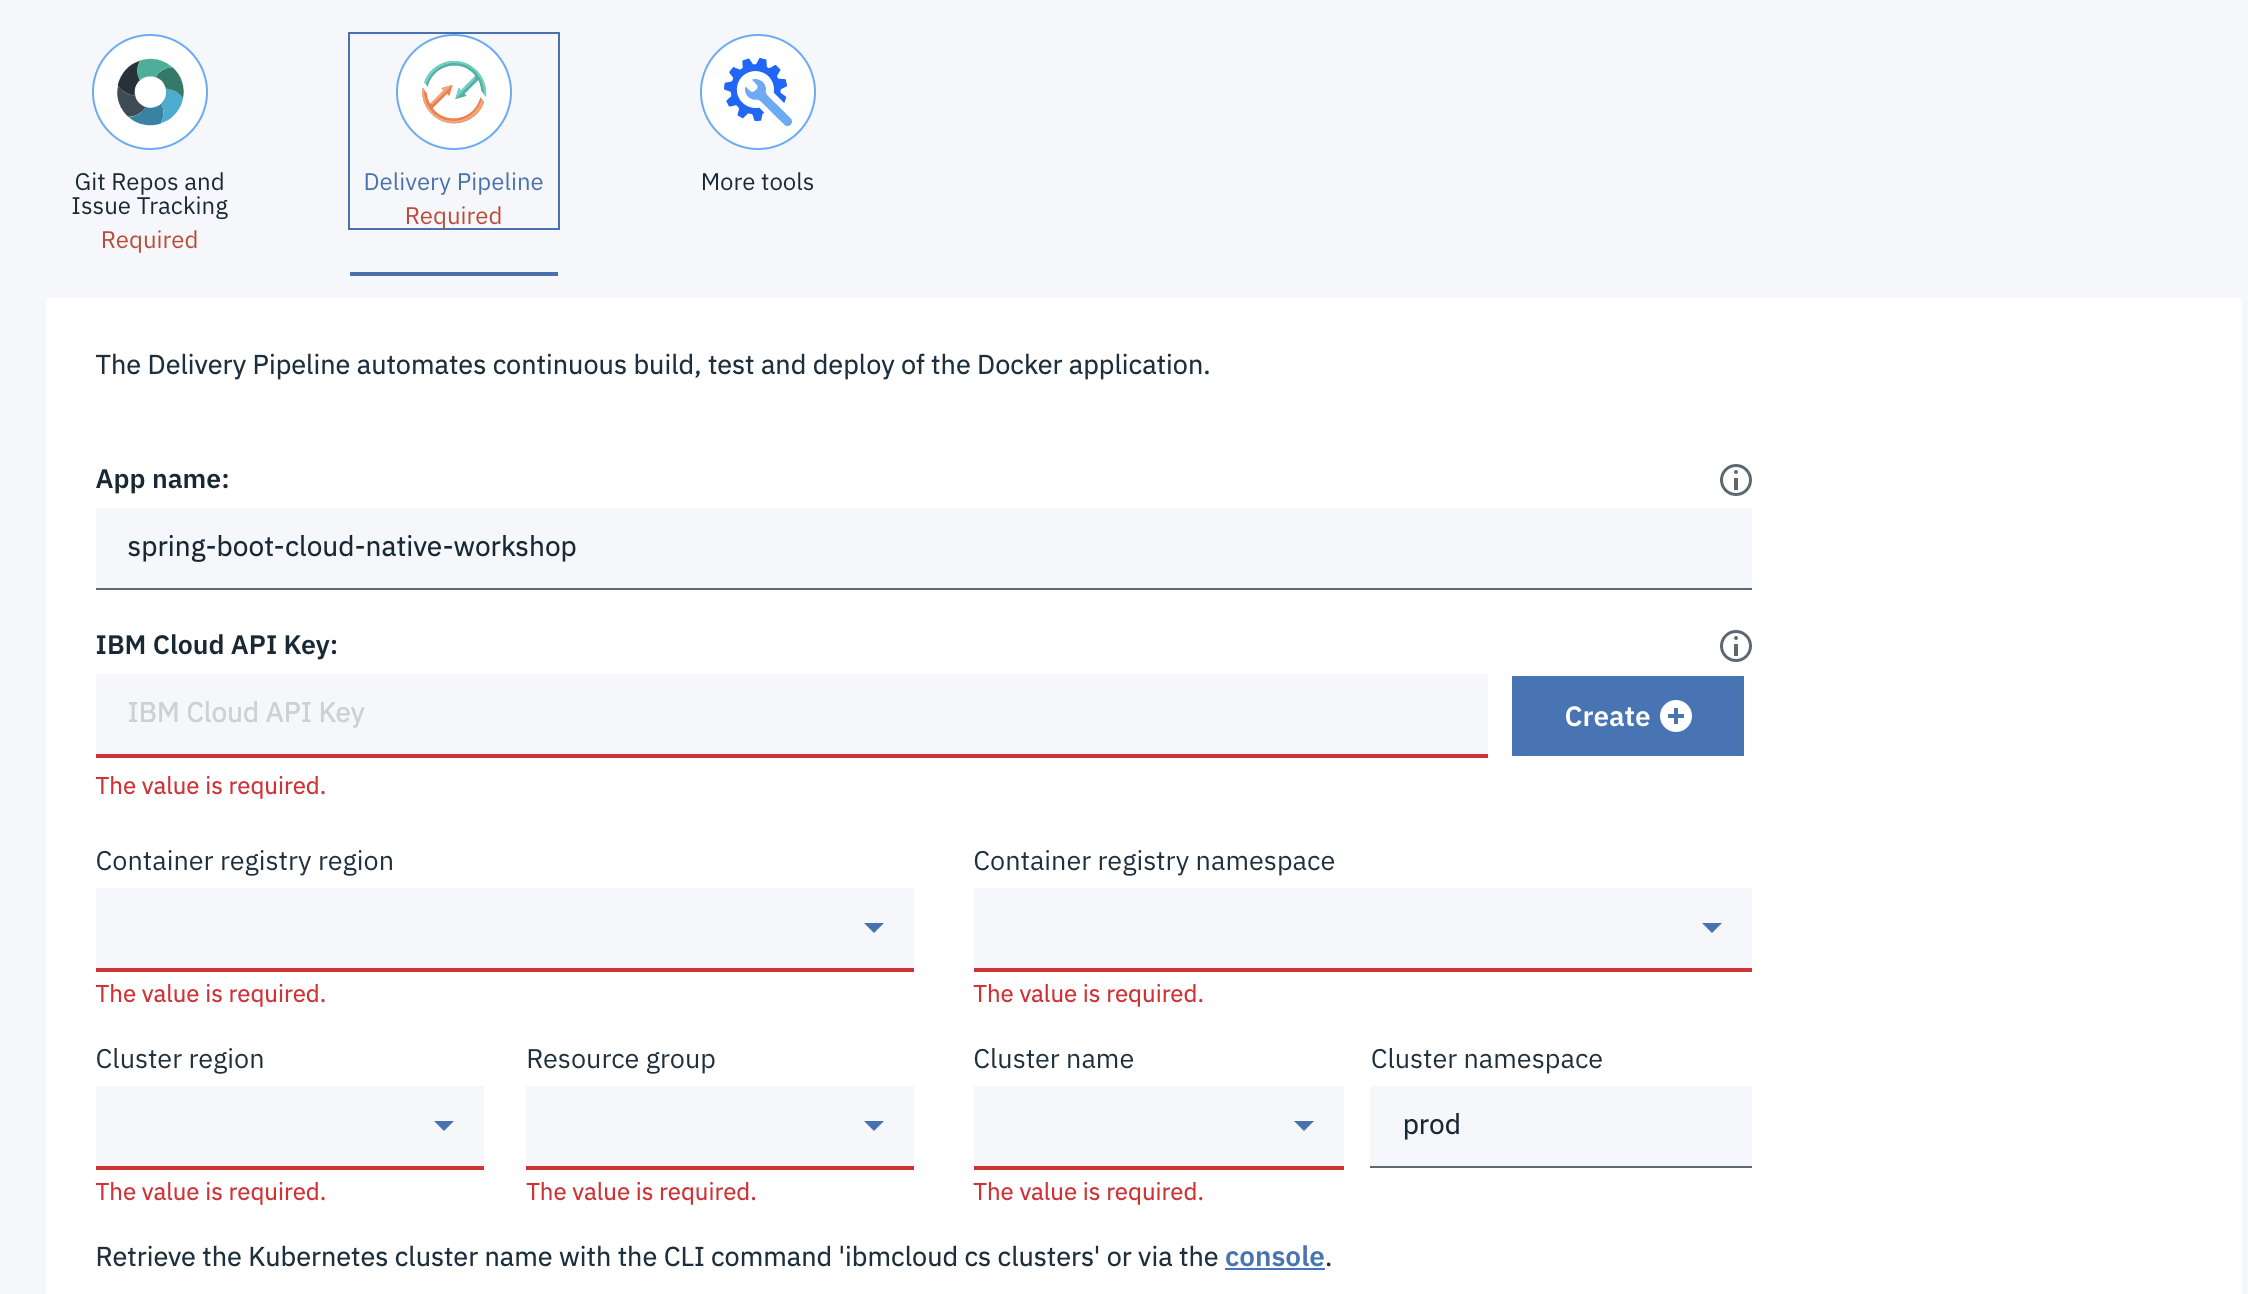 Git Repos and
Issue Tracking
Required
Delivery Pipeline
Required
More tools
The Delivery Pipeline automates continuous build, test and deploy of the Docker application.
App name:
spring-boot-cloud-native-workshop
IBM Cloud API Key:
IBM Cloud API Key
Create
The value is required.
Container registry region
Container registry namespace
The value is required.
The value is required.
Cluster region
Resource group
Cluster name
Cluster namespace
prod
The value is required.
The value is required.
The value is required.
Retrieve the Kubernetes cluster name with the CLI command 'ibmcloud cs clusters' or via the console.